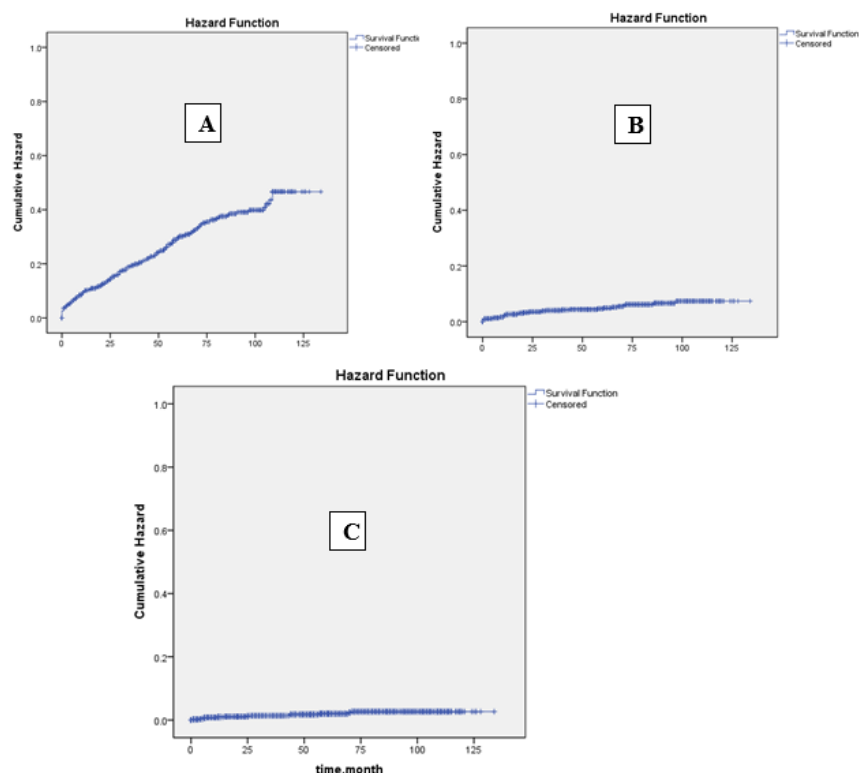 Hazard Function
Survival Functi
Censored
1.0
0.8
0.6
0.4
0.2
0.0
Cumulative Hazard
A
0 25 50 75 100 125
Hazard Function
Survival Function
Censored
1.0
0.8
0.6
0.4
0.2
0.0
Cumulative Hazard
B
0 25 50 75 100 125
Hazard Function
Survival Function
Censored
1.0
0.8
0.6
0.4
0.2
0.0
Cumulative Hazard
C
0 25 50 75 100 125
time.month